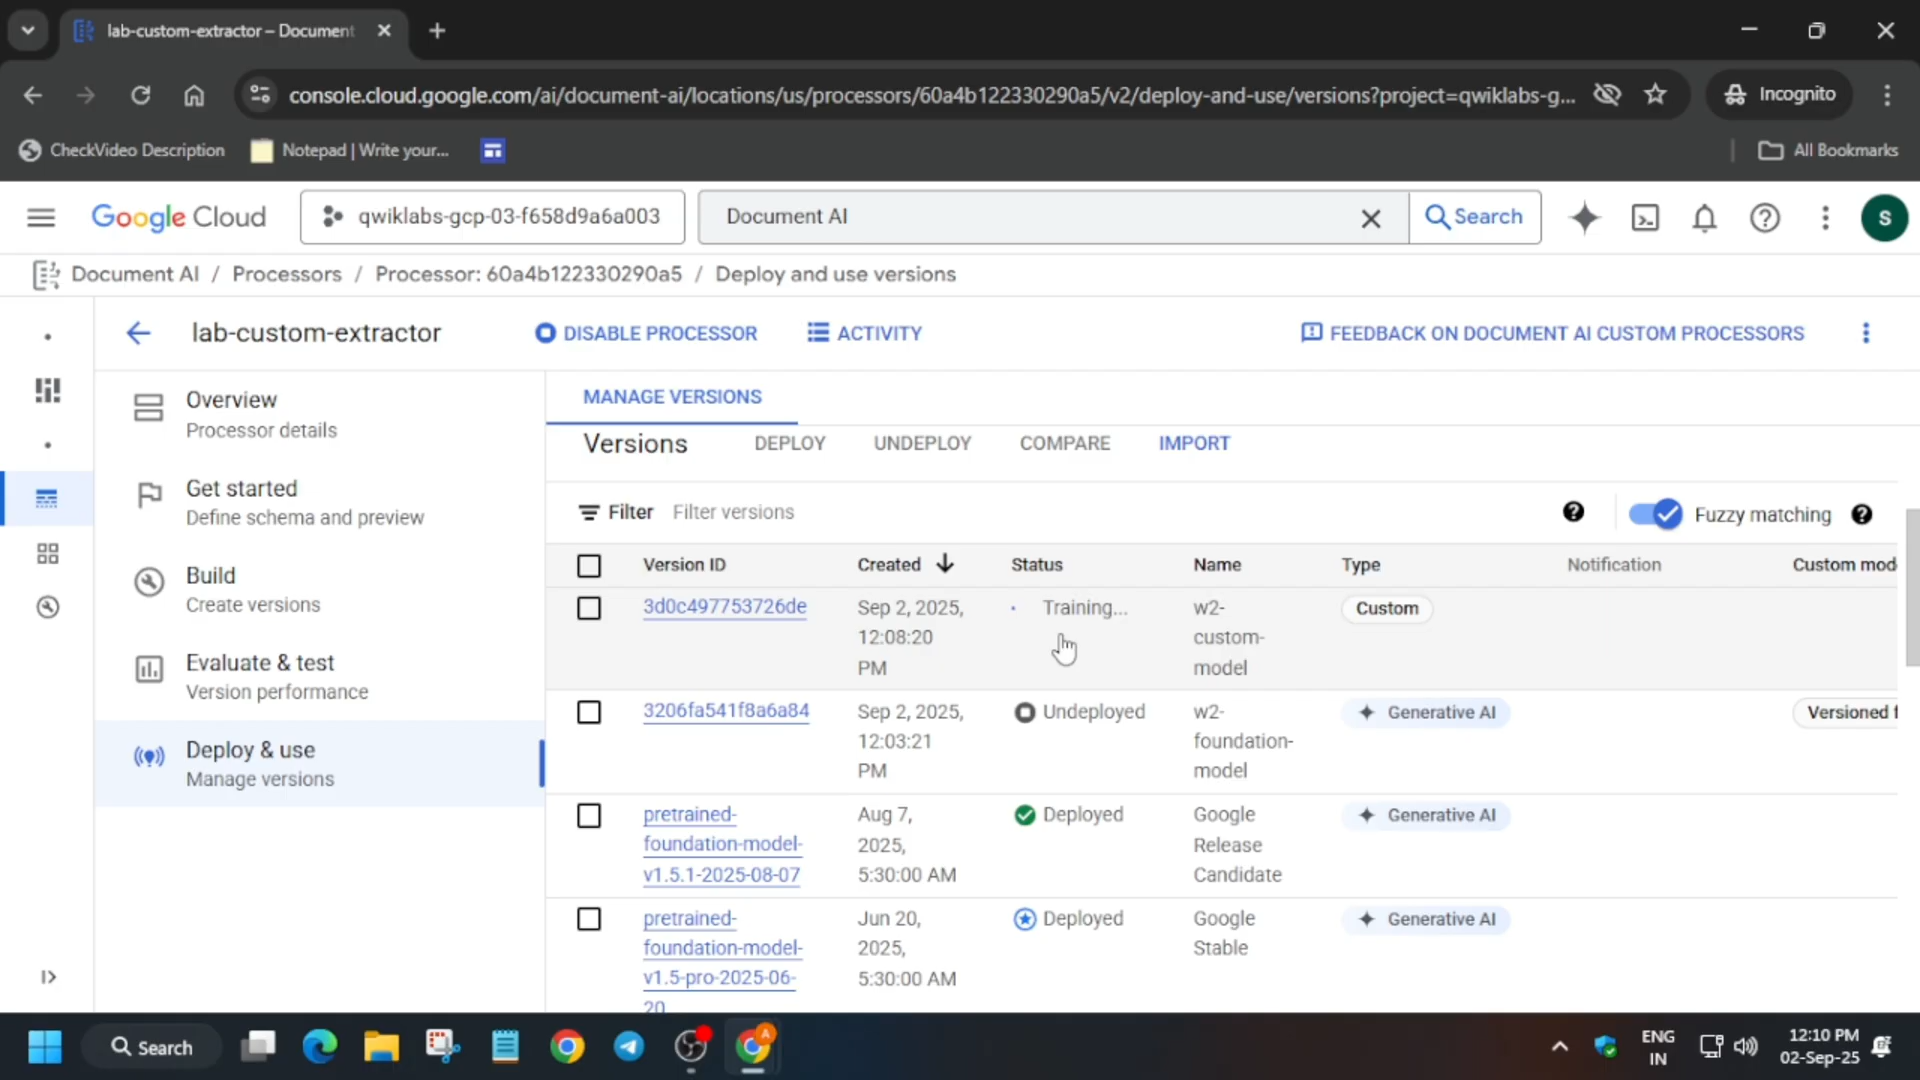 lab-custom-extractor – Document
console.cloud.google.com/ai/document-ai/locations/us/processors/60a4b122330290a5/v2/deploy-and-use/versions?project=qwiklabs-g...
Incognito
CheckVideo Description
Notepad | Write your...
All Bookmarks
Google Cloud
qwiklabs-gcp-03-f658d9a6a003
Document AI
Search
S
Document AI / Processors / Processor: 60a4b122330290a5 / Deploy and use versions
lab-custom-extractor
DISABLE PROCESSOR
ACTIVITY
FEEDBACK ON DOCUMENT AI CUSTOM PROCESSORS
Overview
Processor details
Get started
Define schema and preview
Build
Create versions
Evaluate & test
Version performance
Deploy & use
Manage versions
MANAGE VERSIONS
Versions DEPLOY UNDEPLOY COMPARE IMPORT
Filter Filter versions
Fuzzy matching
Version ID Created Status Name Type Notification Custom mod
3d0c497753726de Sep 2, 2025, Training... w2- Custom
12:08:20 custom-
PM model
3206fa541f8a6a84 Sep 2, 2025, Undeployed w2- Generative AI Versioned f
12:03:21 foundation-
PM model
pretrained- Aug 7, Deployed Google Generative AI
foundation-model- 2025, Release
v1.5.1-2025-08-07 5:30:00 AM Candidate
pretrained- Jun 20, Deployed Google Generative AI
foundation-model- 2025, Stable
v1.5-pro-2025-06- 5:30:00 AM
20
Search
A
ENG
IN
12:10 PM
02-Sep-25